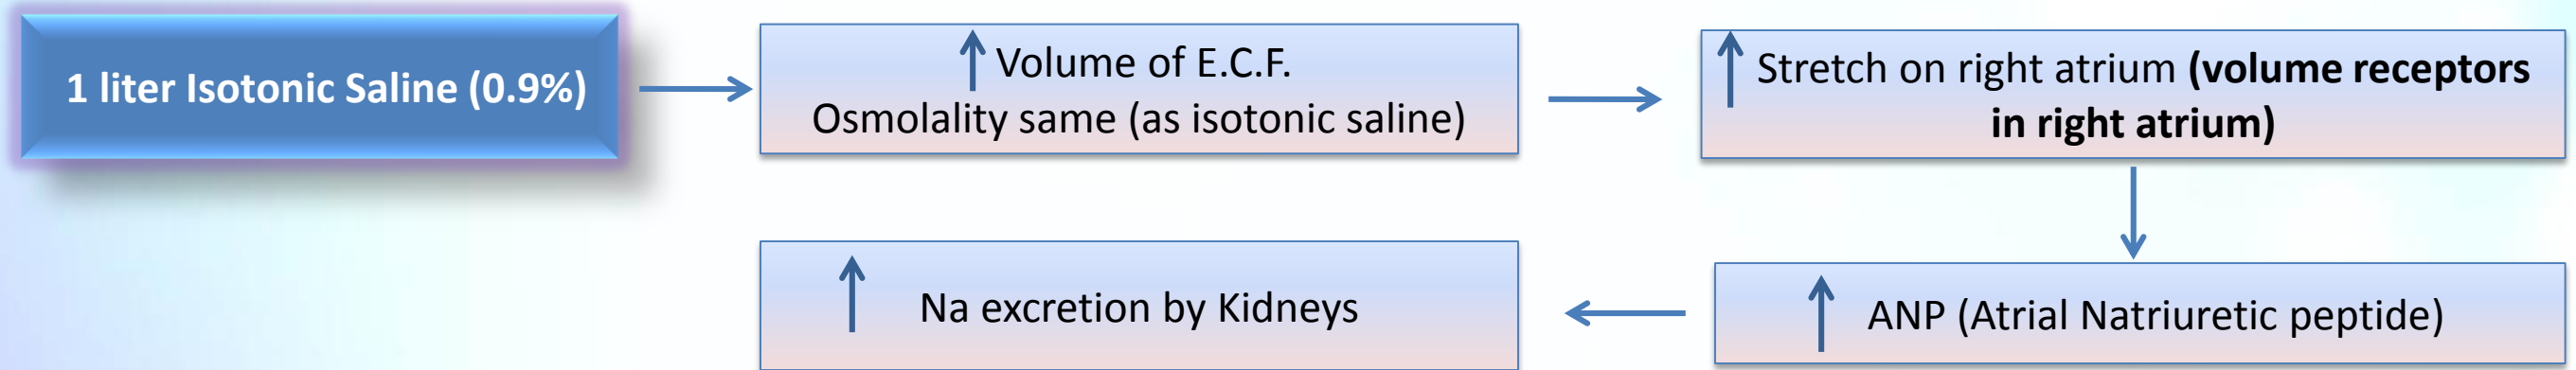 1 liter Isotonic Saline (0.9%)
Volume of E.C.F.
Osmolality same (as isotonic saline)
Stretch on right atrium (volume receptors
in right atrium)
ANP (Atrial Natriuretic peptide)
Na excretion by Kidneys